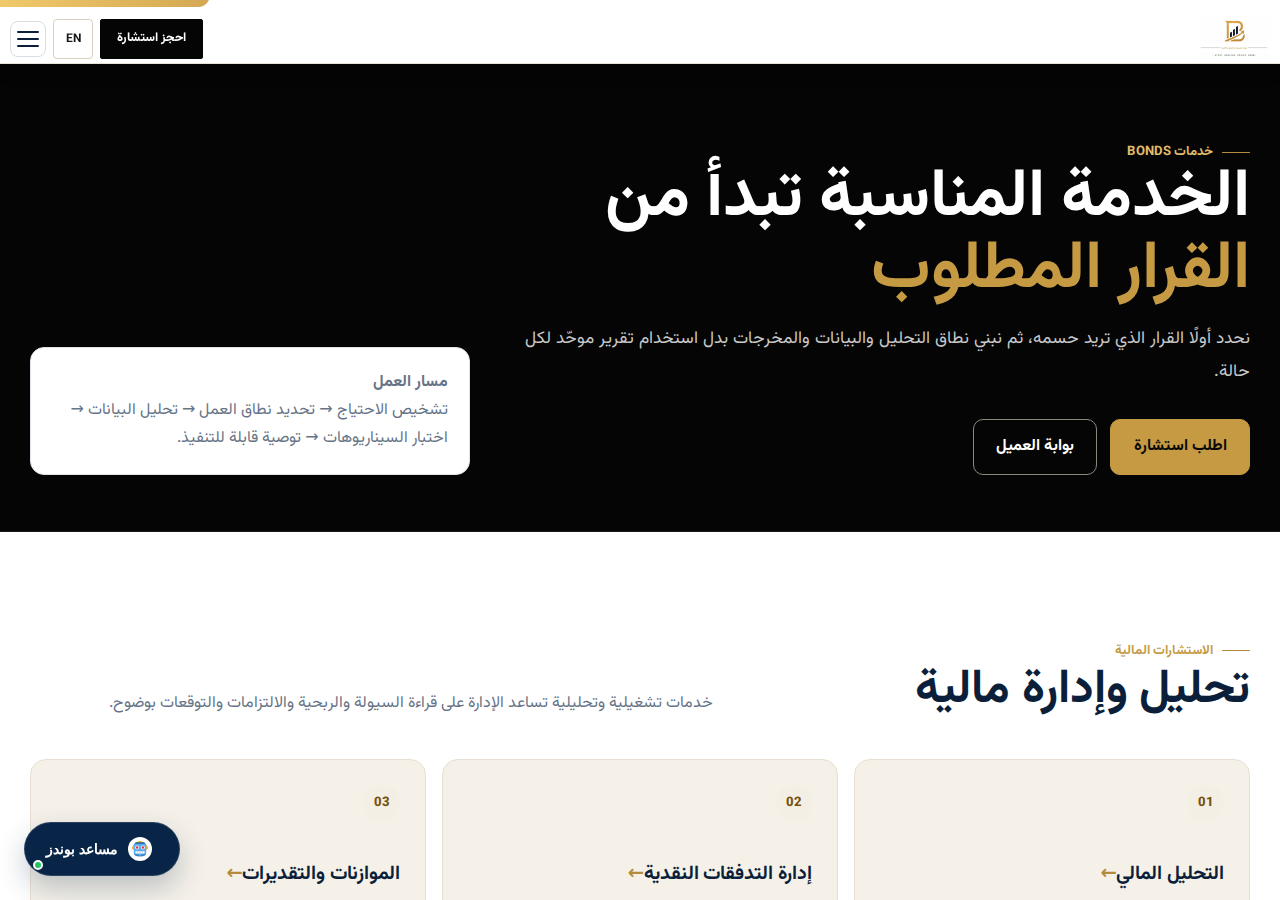 احجز استشارة
EN
خدمات BONDS
الخدمة المناسبة تبدأ من
القرار المطلوب
نحدد أولًا القرار الذي تريد حسمه، ثم نبني نطاق التحليل والبيانات والمخرجات بدل استخدام تقرير موحّد لكل
حالة.
اطلب استشارة
بوابة العميل
مسار العمل
تشخيص الاحتياج → تحديد نطاق العمل → تحليل البيانات →
اختبار السيناريوهات → توصية قابلة للتنفيذ.
الاستشارات المالية
تحليل وإدارة مالية
خدمات تشغيلية وتحليلية تساعد الإدارة على قراءة السيولة والربحية والالتزامات والتوقعات بوضوح.
01
التحليل المالي←
02
إدارة التدفقات النقدية←
03
الموازنات والتقديرات←
مساعد بوندز